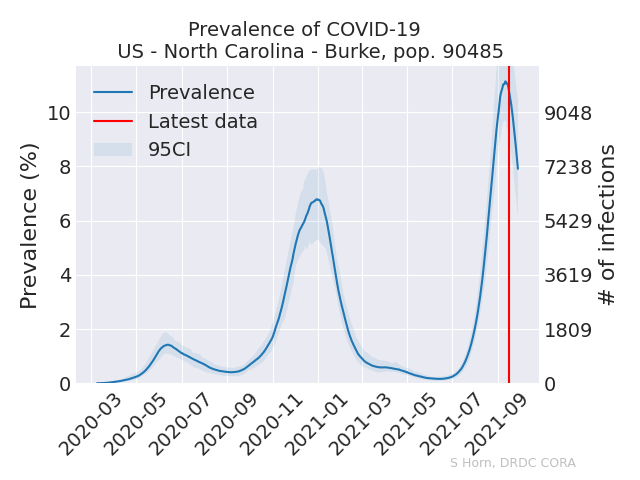 Prevalence of COVID-19
US - North Carolina - Burke, pop. 90485
Prevalence
Latest data
95CI
Prevalence (%)
10
8
6
4
2
0
# of infections
9048
7238
5429
3619
1809
0
2020-03
2020-05
2020-07
2020-09
2020-11
2021-01
2021-03
2021-05
2021-07
2021-09
S Horn, DRDC CORA